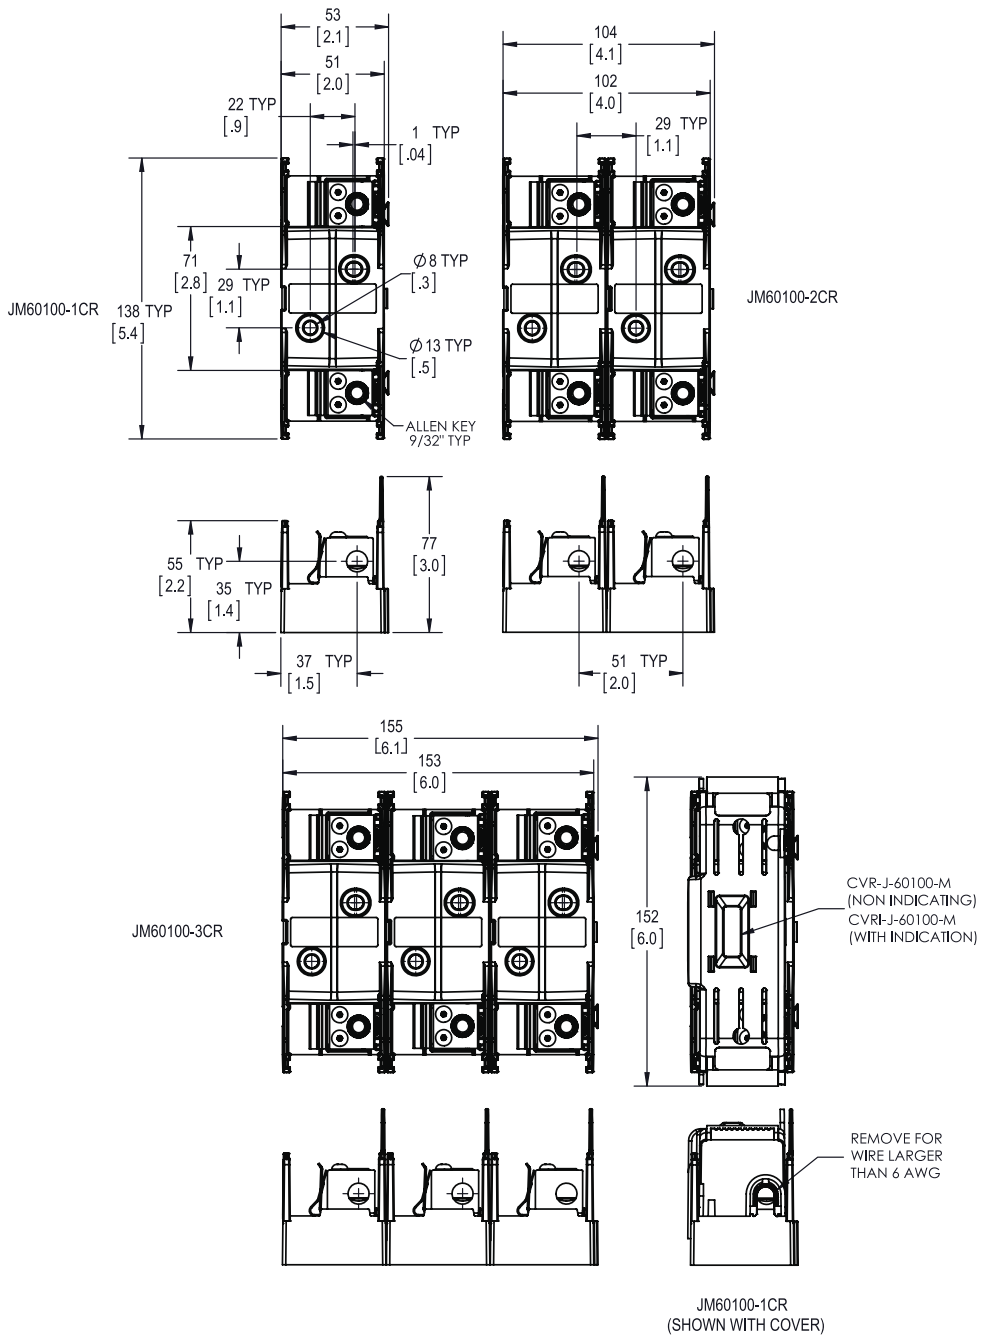 53
[2.1]
51
[2.0]
22 TYP
[.9]
1 TYP
[.04]
104
[4.1]
102
[4.0]
29 TYP
[1.1]
JM60100-1CR
138 TYP
[5.4]
71
[2.8]
29 TYP
[1.1]
Ø8 TYP
[.3]
Ø13 TYP
[.5]
ALLEN KEY
9/32" TYP
JM60100-2CR
55 TYP
[2.2]
35 TYP
[1.4]
77
[3.0]
37 TYP
[1.5]
51 TYP
[2.0]
155
[6.1]
153
[6.0]
JM60100-3CR
152
[6.0]
CVR-J-60100-M
(NON INDICATING)
CVRI-J-60100-M
(WITH INDICATION)
REMOVE FOR
WIRE LARGER
THAN 6 AWG
JM60100-1CR
(SHOWN WITH COVER)